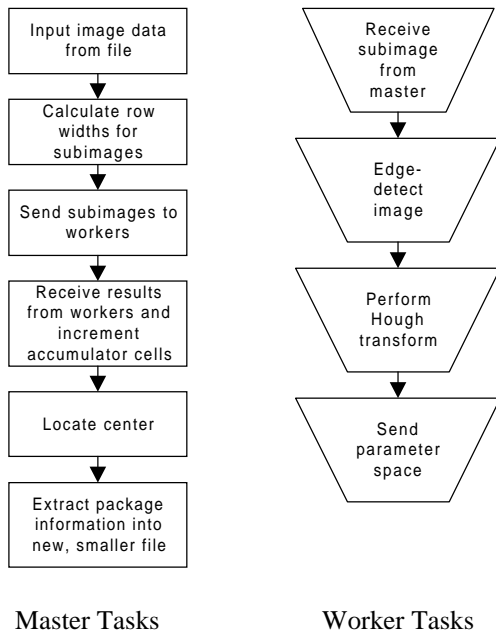 Input image data
from file
Calculate row
widths for
subimages
Send subimages to
workers
Receive results
from workers and
increment
accumulator cells
Locate center
Extract package
information into
new, smaller file
Master Tasks
Receive
subimage
from
master
Edge-
detect
image
Perform
Hough
transform
Send
parameter
space
Worker Tasks